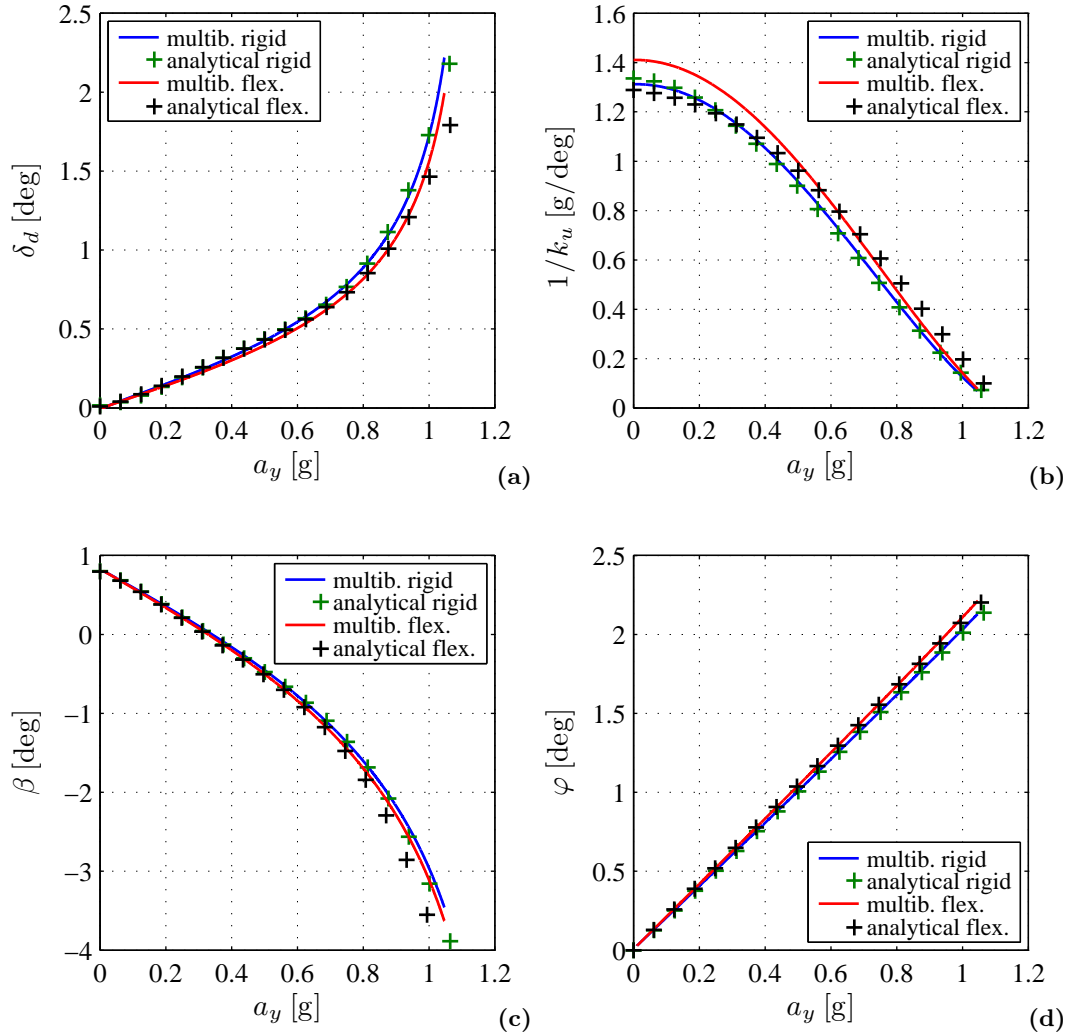 2.5
2
1.5
1
0.5
0
0 0.2 0.4 0.6 0.8 1 1.2
δ_d [deg]
a_y [g]
multib. rigid
analytical rigid
multib. flex.
analytical flex.
(a)
1.6
1.4
1.2
1.0
0.8
0.6
0.4
0.2
0
0 0.2 0.4 0.6 0.8 1 1.2
1/k_u [g/deg]
a_y [g]
multib. rigid
analytical rigid
multib. flex.
analytical flex.
(b)
1
0
−1
−2
−3
−4
0 0.2 0.4 0.6 0.8 1 1.2
β [deg]
a_y [g]
multib. rigid
analytical rigid
multib. flex.
analytical flex.
(c)
2.5
2
1.5
1
0.5
0
0 0.2 0.4 0.6 0.8 1 1.2
φ [deg]
a_y [g]
multib. rigid
analytical rigid
multib. flex.
analytical flex.
(d)